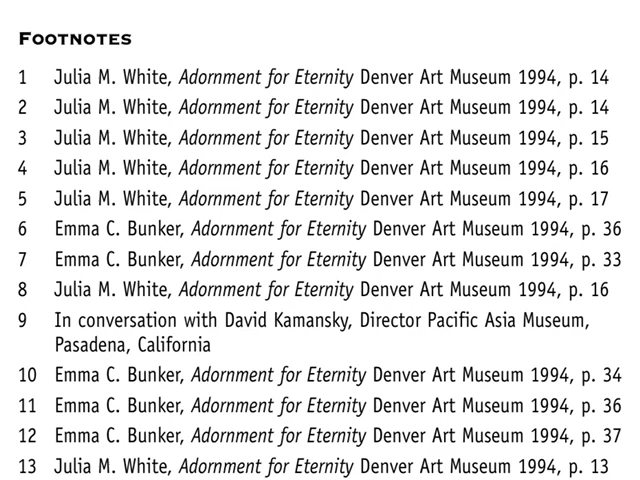 FOOTNOTES
1 Julia M. White, Adornment for Eternity Denver Art Museum 1994, p. 14
2 Julia M. White, Adornment for Eternity Denver Art Museum 1994, p. 14
3 Julia M. White, Adornment for Eternity Denver Art Museum 1994, p. 15
4 Julia M. White, Adornment for Eternity Denver Art Museum 1994, p. 16
5 Julia M. White, Adornment for Eternity Denver Art Museum 1994, p. 17
6 Emma C. Bunker, Adornment for Eternity Denver Art Museum 1994, p. 36
7 Emma C. Bunker, Adornment for Eternity Denver Art Museum 1994, p. 33
8 Julia M. White, Adornment for Eternity Denver Art Museum 1994, p. 16
9 In conversation with David Kamansky, Director Pacific Asia Museum,
Pasadena, California
10 Emma C. Bunker, Adornment for Eternity Denver Art Museum 1994, p. 34
11 Emma C. Bunker, Adornment for Eternity Denver Art Museum 1994, p. 36
12 Emma C. Bunker, Adornment for Eternity Denver Art Museum 1994, p. 37
13 Julia M. White, Adornment for Eternity Denver Art Museum 1994, p. 13